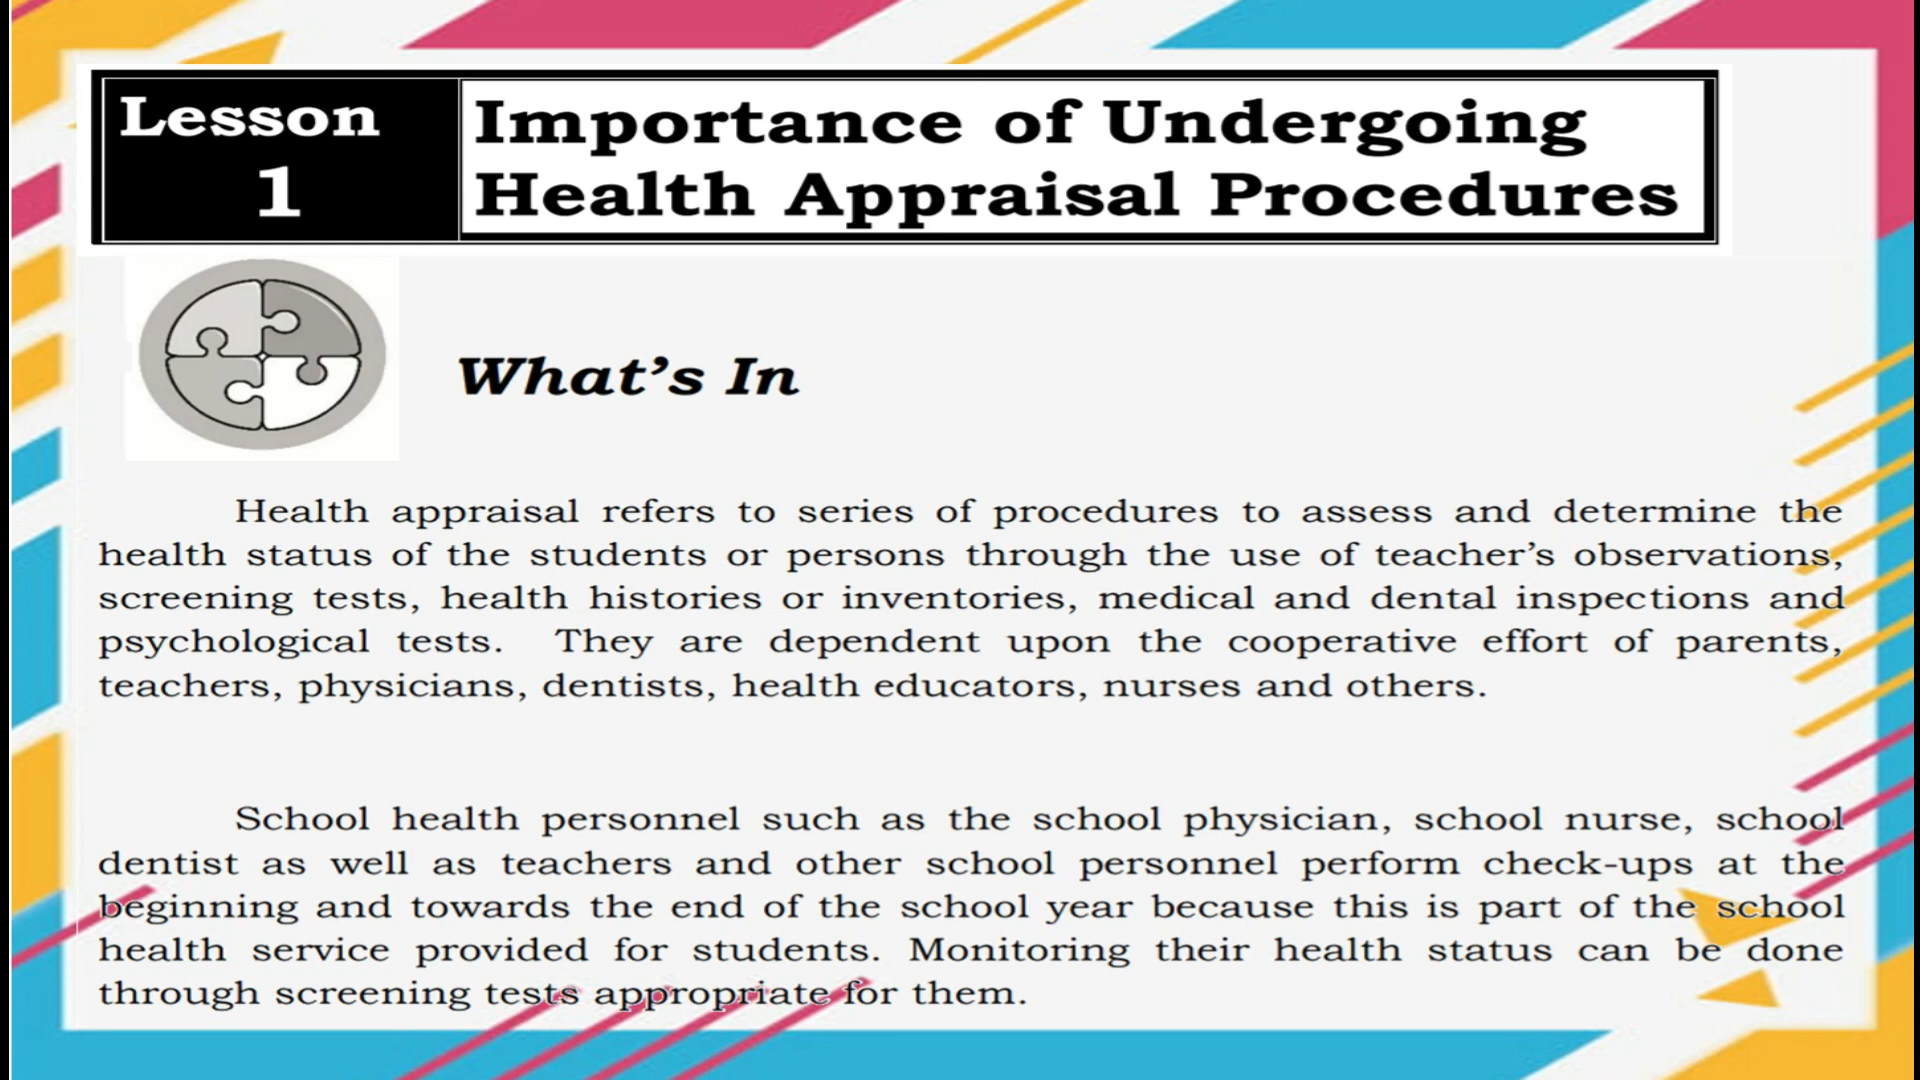 Lesson
1
Importance of Undergoing
Health Appraisal Procedures
What's In
Health appraisal refers to series of procedures to assess and determine the
health status of the students or persons through the use of teacher's observations,
screening tests, health histories or inventories, medical and dental inspections and
psychological tests. They are dependent upon the cooperative effort of parents,
teachers, physicians, dentists, health educators, nurses and others.
School health personnel such as the school physician, school nurse, school
dentist as well as teachers and other school personnel perform check-ups at the
beginning and towards the end of the school year because this is part of the school
health service provided for students. Monitoring their health status can be done
through screening tests appropriate for them.